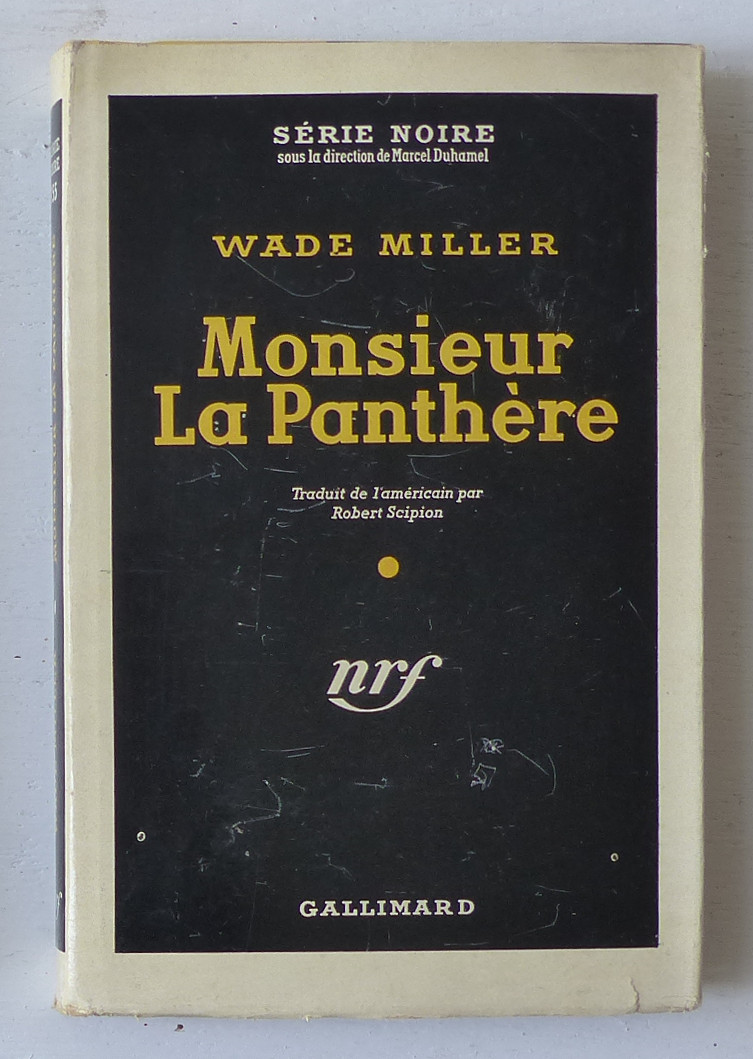 SÉRIE NOIRE
sous la direction de Marcel Duhamel
WADE MILLER
Monsieur
La Panthère
Traduit de l'américain par
Robert Scipion
nrf
GALLIMARD